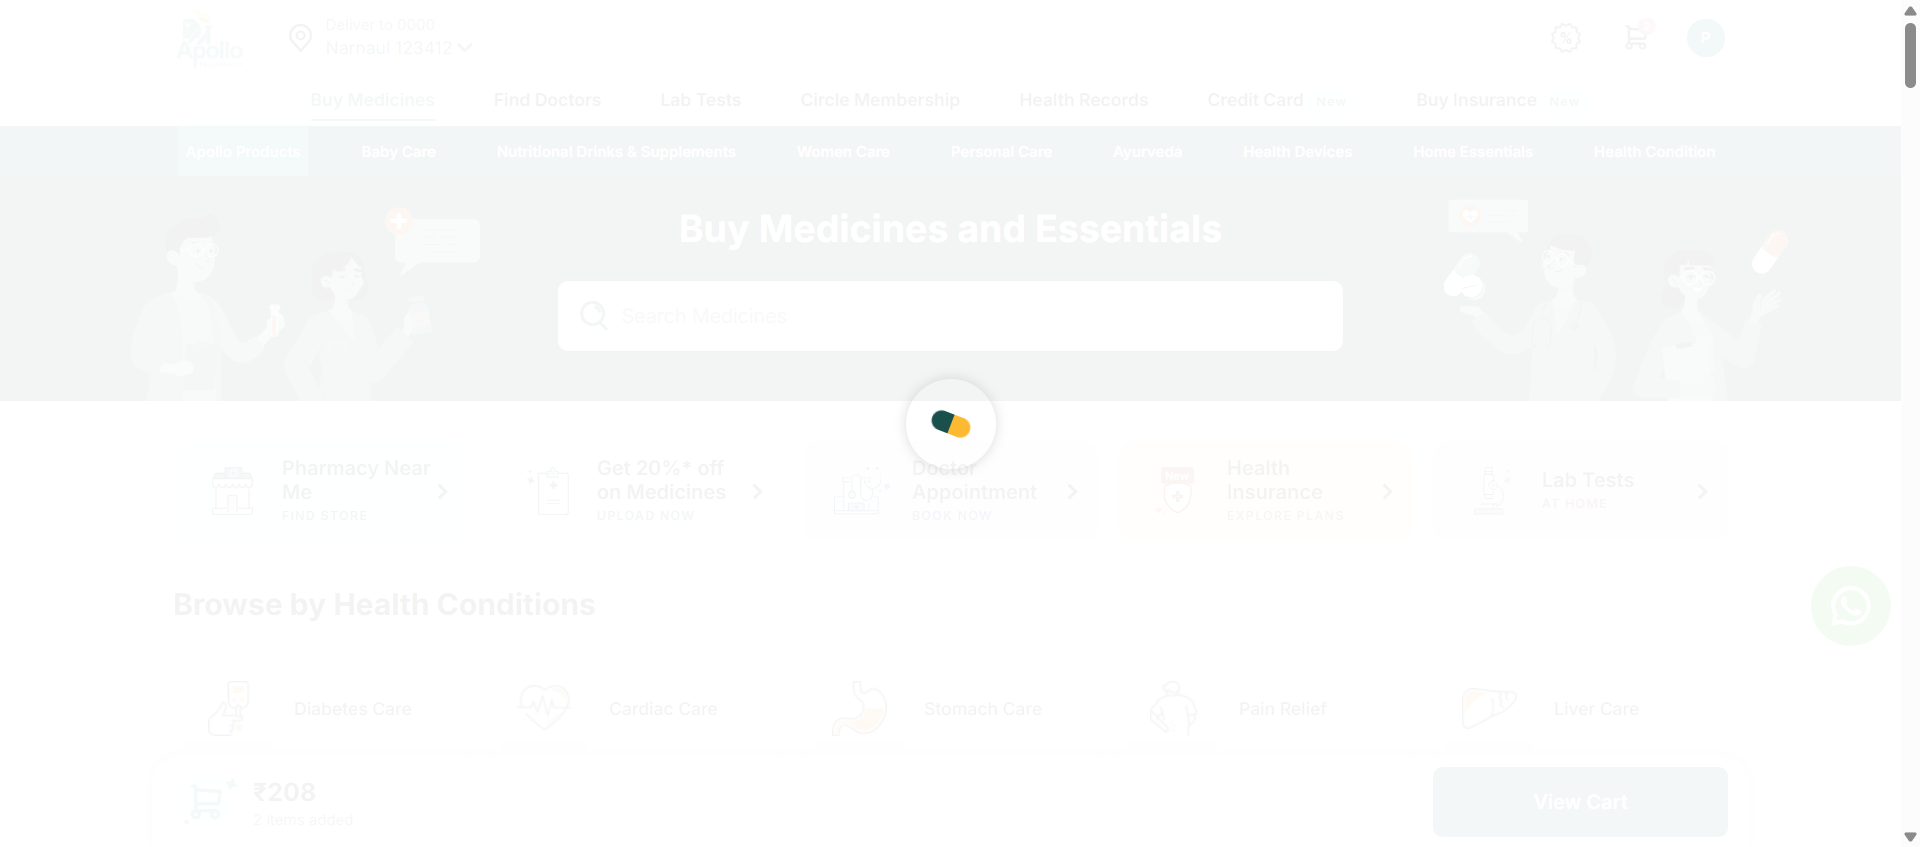 Deliver to 0000
Apollo
Narnaul 123412
%
P
Buy Medicines
Find Doctors
Lab Tests
Circle Membership
Health Records
Credit Card New
Buy Insurance New
Apollo Products
Baby Care
Nutritional Drinks & Supplements
Women Care
Personal Care
Ayurveda
Health Devices
Home Essentials
Health Condition
Buy Medicines and Essentials
Search Medicines
Pharmacy Near
Me
FIND STORE
Get 20%* off
on Medicines
UPLOAD NOW
Doctor
Appointment
BOOK NOW
New
Health
Insurance
EXPLORE PLANS
Lab Tests
AT HOME
Browse by Health Conditions
Diabetes Care
Cardiac Care
Stomach Care
Pain Relief
Liver Care
₹208
2 items added
View Cart